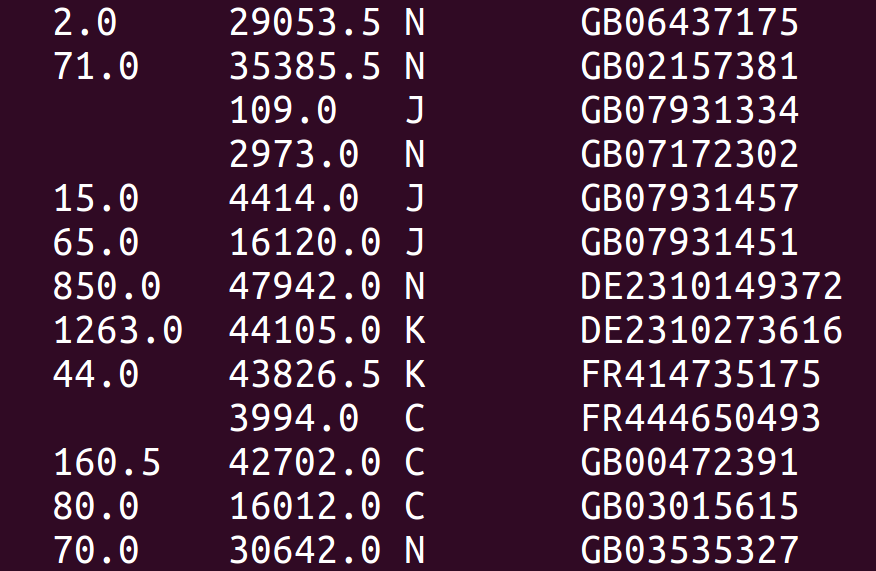 2.0 29053.5 N GB06437175
71.0 35385.5 N GB02157381
109.0 J GB07931334
2973.0 N GB07172302
15.0 4414.0 J GB07931457
65.0 16120.0 J GB07931451
850.0 47942.0 N DE2310149372
1263.0 44105.0 K DE2310273616
44.0 43826.5 K FR414735175
3994.0 C FR444650493
160.5 42702.0 C GB00472391
80.0 16012.0 C GB03015615
70.0 30642.0 N GB03535327